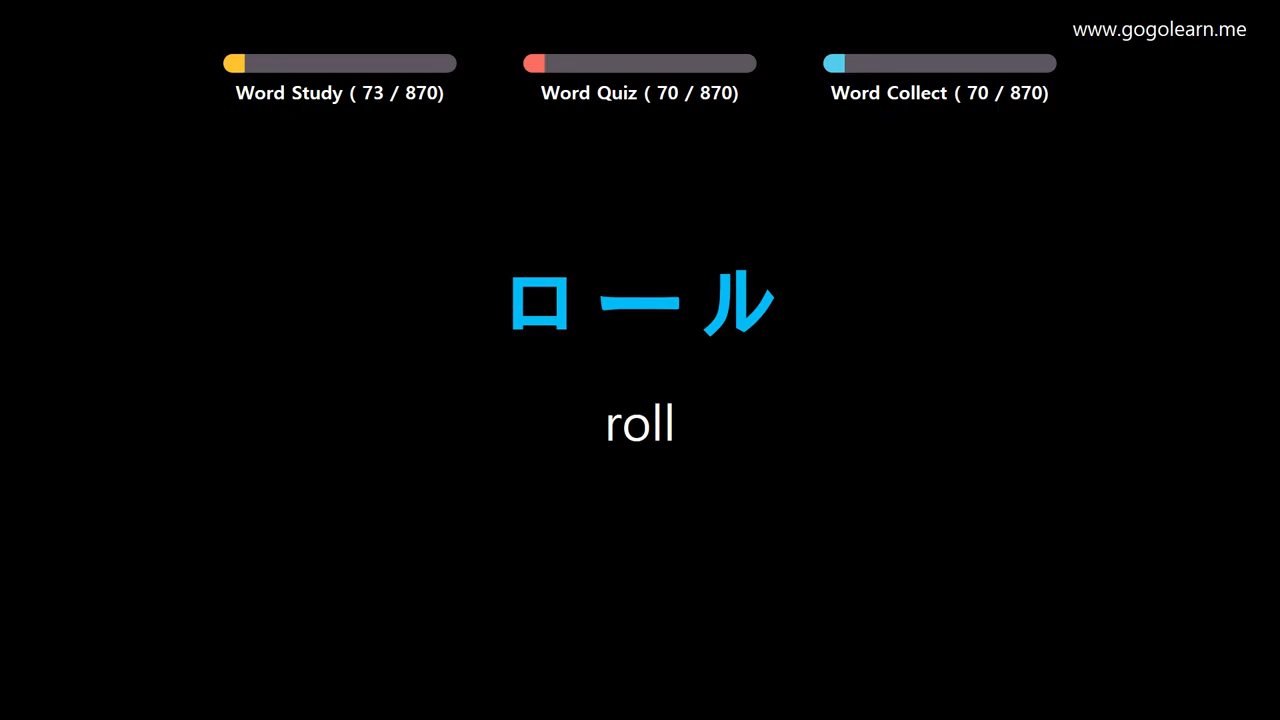 www.gogolearn.me
Word Study ( 73 / 870)
Word Quiz ( 70 / 870)
Word Collect ( 70 / 870)
ロール
roll